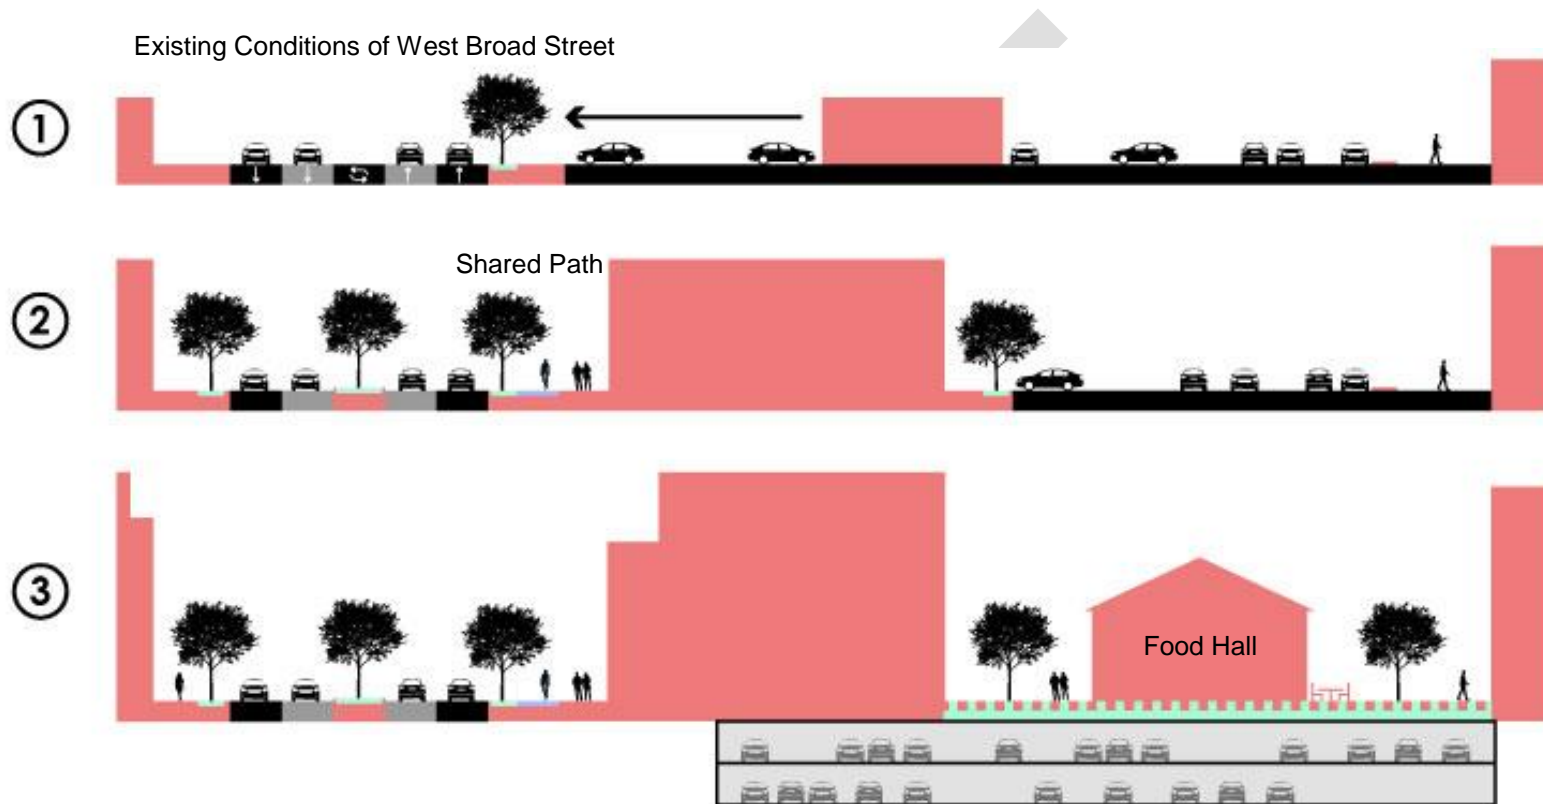 Existing Conditions of West Broad Street
1
Shared Path
2
3
Food Hall